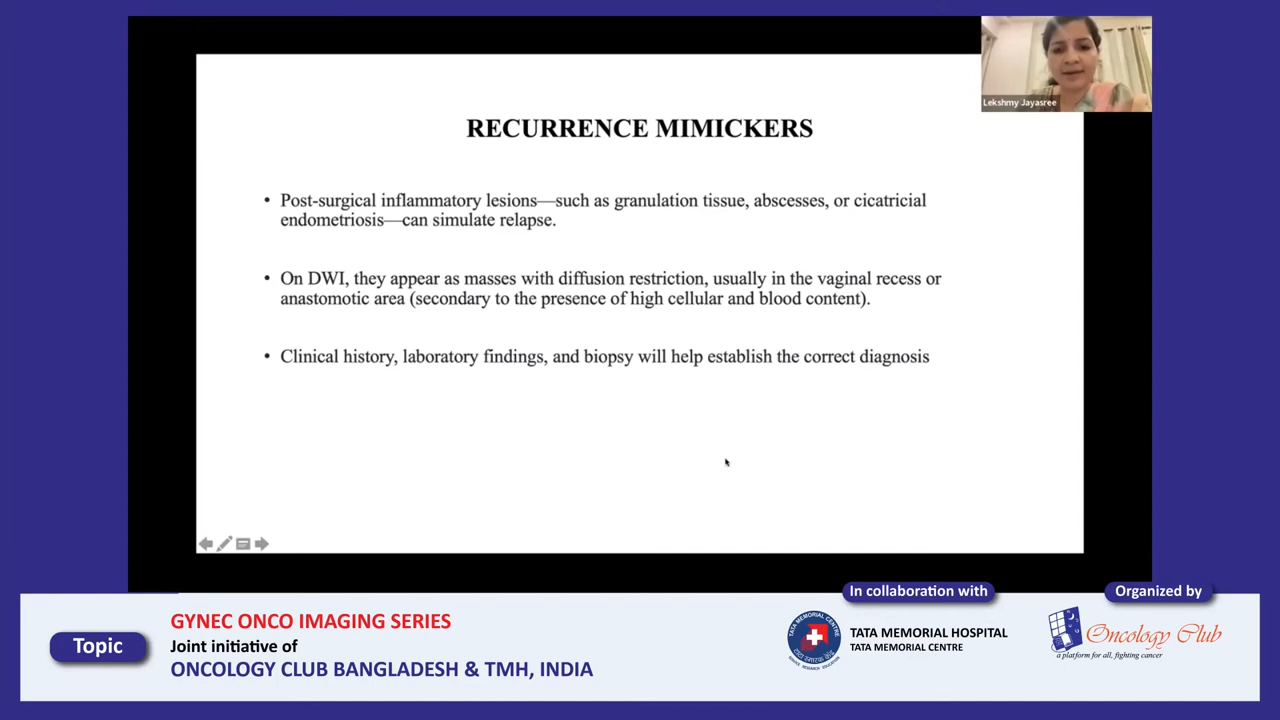 Lekshmy Jayasree
RECURRENCE MIMICKERS
• Post-surgical inflammatory lesions—such as granulation tissue, abscesses, or cicatricial
endometriosis—can simulate relapse.
• On DWI, they appear as masses with diffusion restriction, usually in the vaginal recess or
anastomotic area (secondary to the presence of high cellular and blood content).
• Clinical history, laboratory findings, and biopsy will help establish the correct diagnosis
Topic
GYNEC ONCO IMAGING SERIES
Joint initiative of
ONCOLOGY CLUB BANGLADESH & TMH, INDIA
In collaboration with
TATA MEMORIAL CENTRE
TATA MEMORIAL HOSPITAL
TATA MEMORIAL CENTRE
Organized by
Oncology Club
a platform for all, fighting cancer